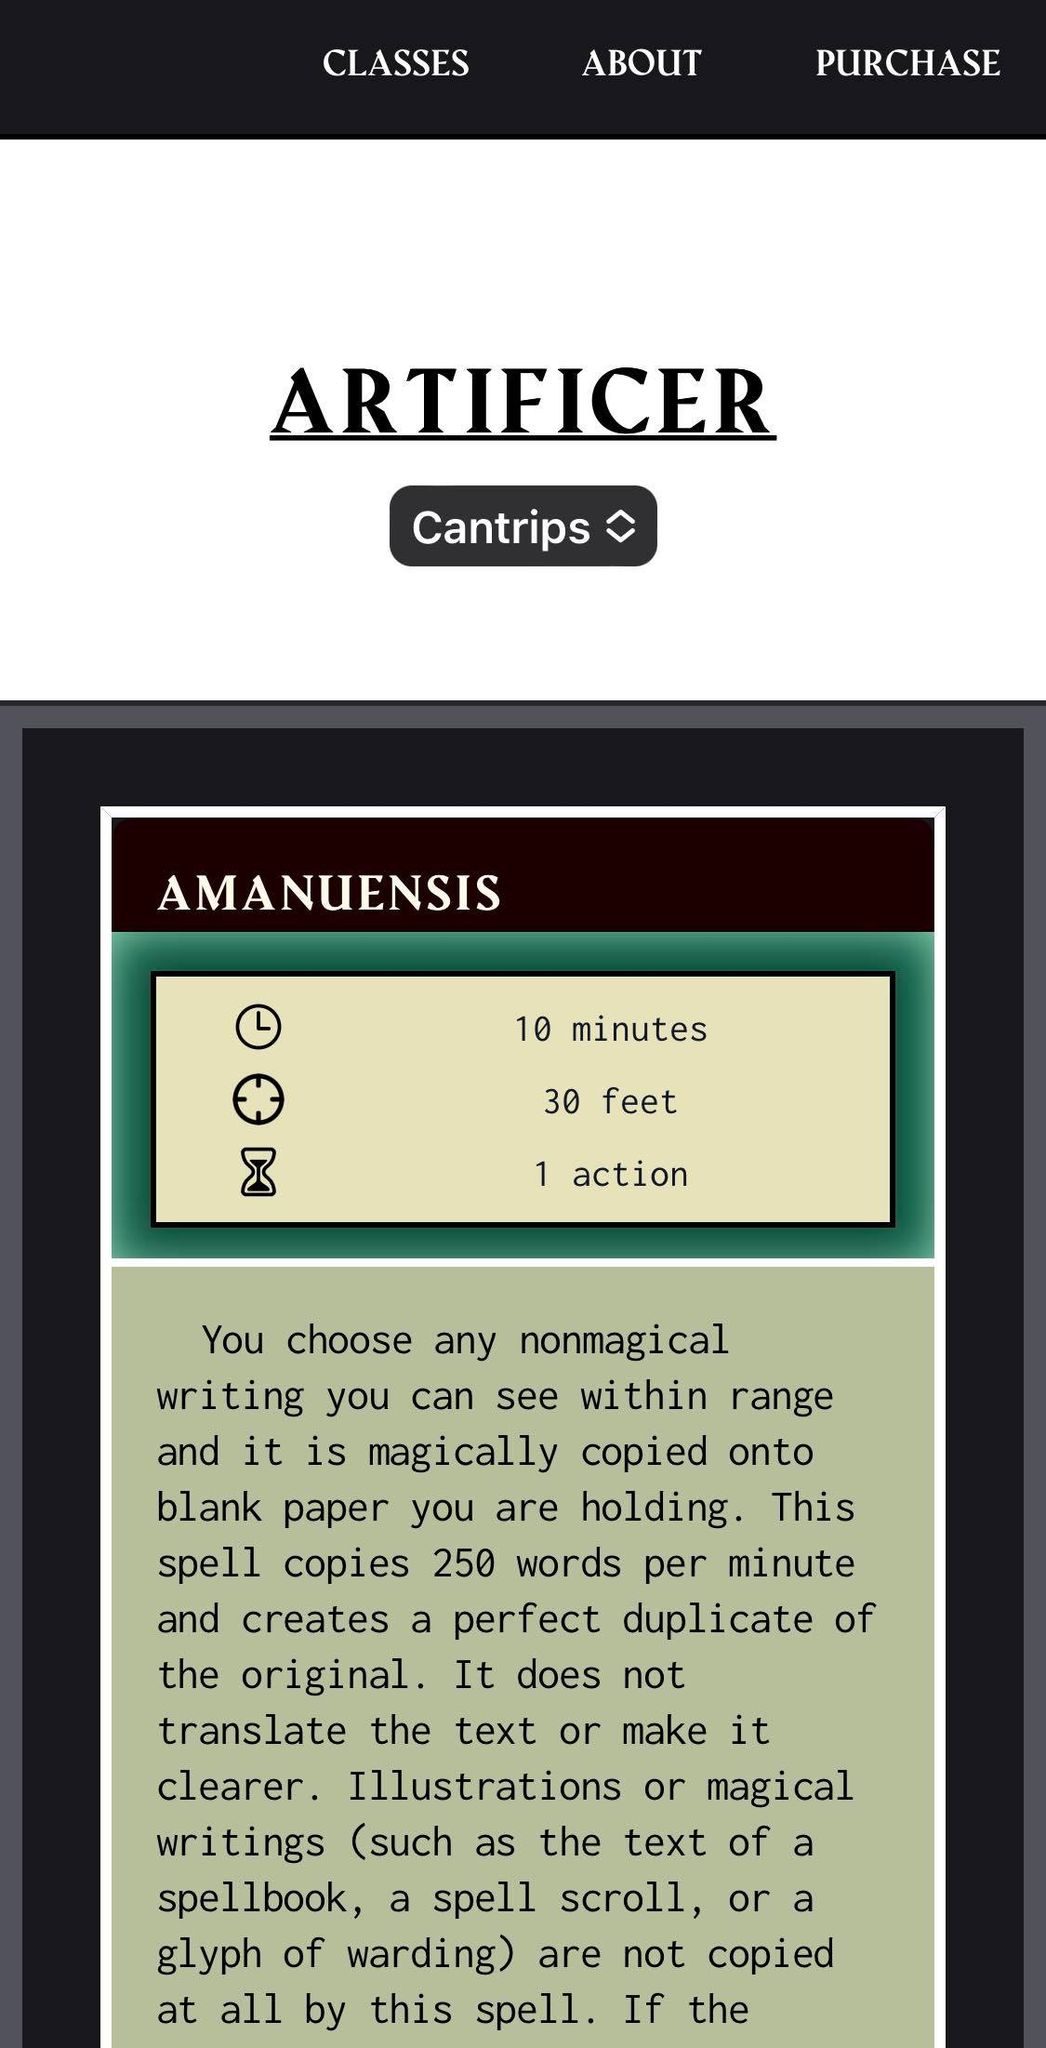 CLASSES ABOUT PURCHASE
ARTIFICER
Cantrips
AMANUENSIS
10 minutes
30 feet
1 action
You choose any nonmagical
writing you can see within range
and it is magically copied onto
blank paper you are holding. This
spell copies 250 words per minute
and creates a perfect duplicate of
the original. It does not
translate the text or make it
clearer. Illustrations or magical
writings (such as the text of a
spellbook, a spell scroll, or a
glyph of warding) are not copied
at all by this spell. If the